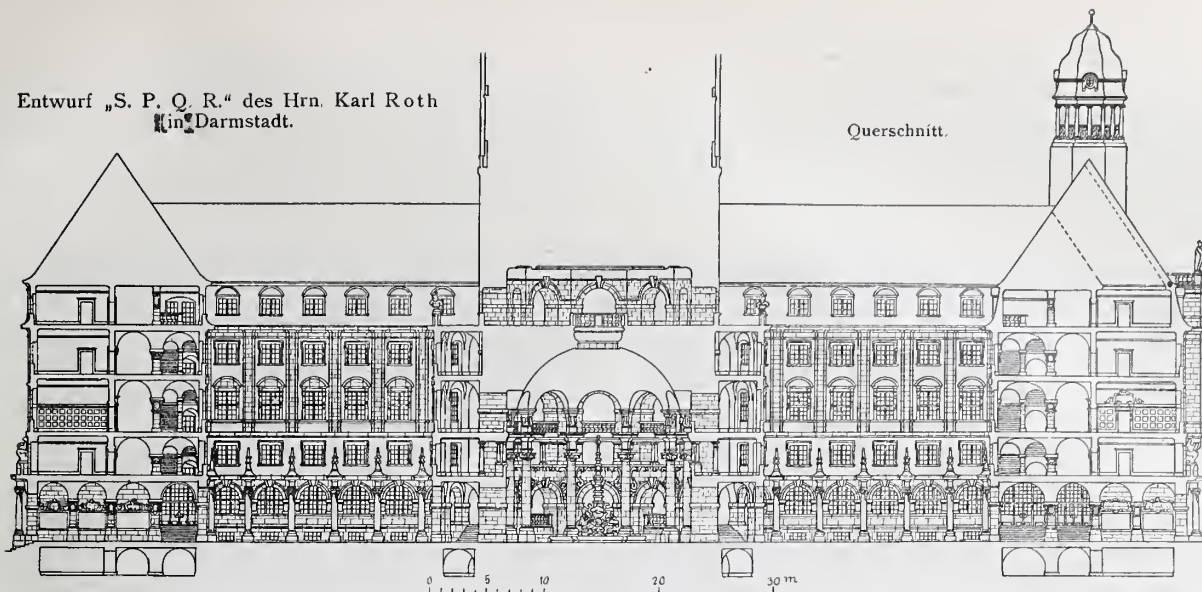 Entwurf „S. P. Q. R.“ des Hrn. Karl Roth
in Darmstadt.
Querschnitt.
0 5 10 20 30 m